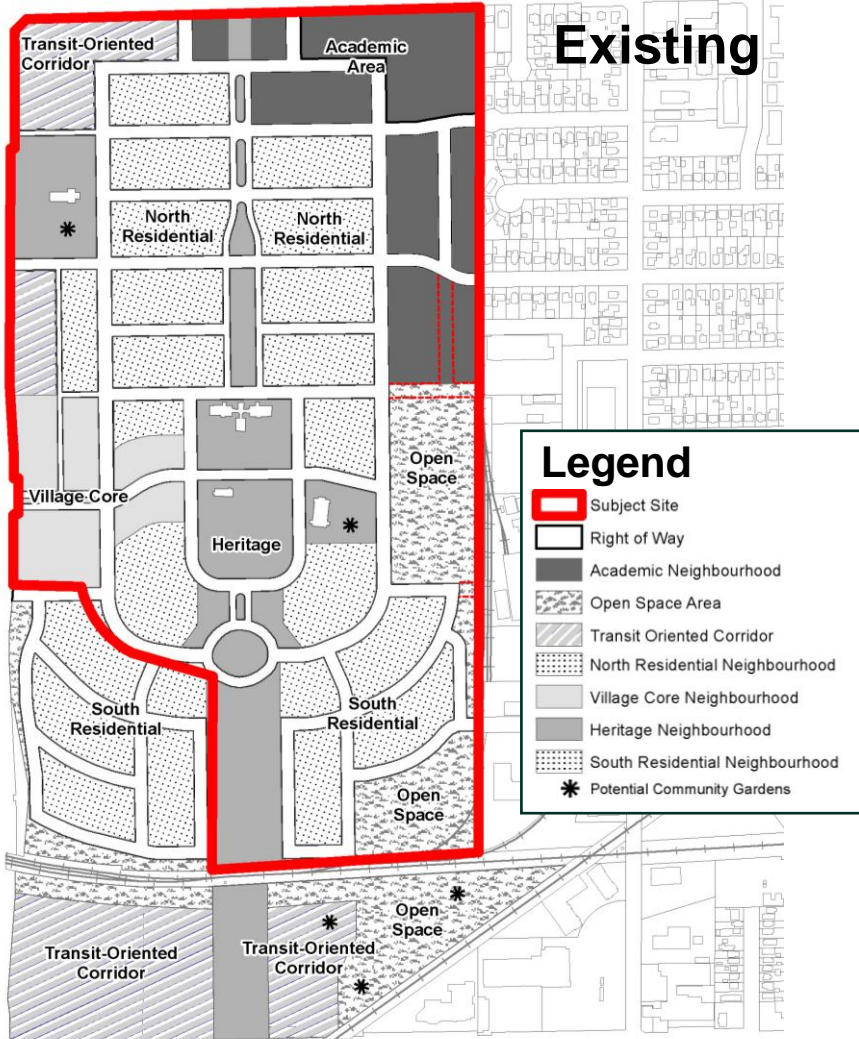 Existing
Transit-Oriented
Corridor
Academic
Area
North
Residential
North
Residential
Open
Space
Village Core
Heritage
South
Residential
South
Residential
Open
Space
Open
Space
Transit-Oriented
Corridor
Transit-Oriented
Corridor
Legend
Subject Site
Right of Way
Academic Neighbourhood
Open Space Area
Transit Oriented Corridor
North Residential Neighbourhood
Village Core Neighbourhood
Heritage Neighbourhood
South Residential Neighbourhood
Potential Community Gardens